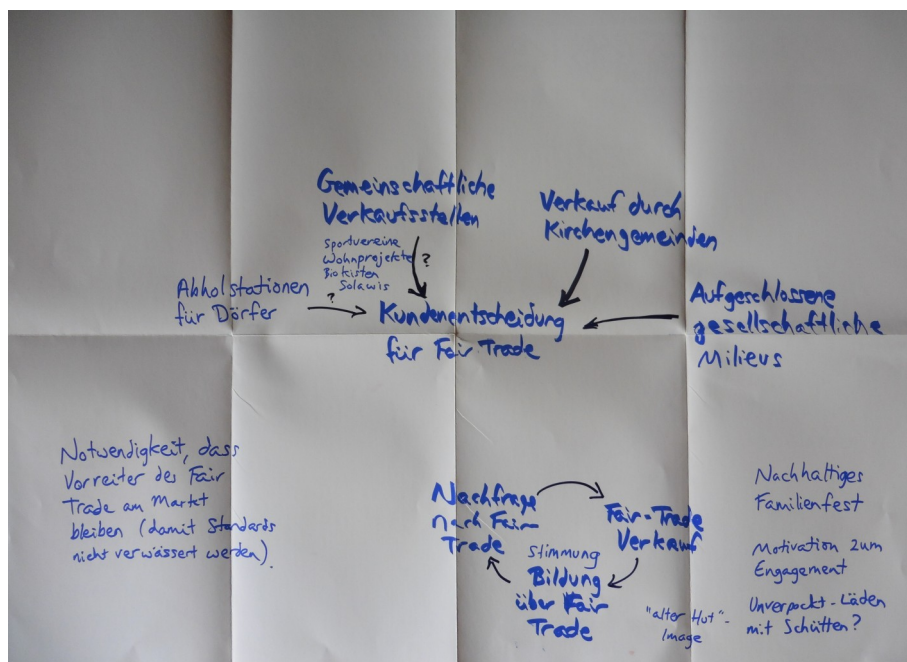 Gemeinschaftliche
Verkaufsstellen
Sportvereine
Wohnprojekte
Biokisten
Solawis
?
Verkauf durch
Kirchengemeinden
Abholstationen
für Dörfer
?
Kundenentscheidung
für Fair Trade
Aufgeschlossene
gesellschaftliche
Milieus
Notwendigkeit, dass
Vorreiter des Fair
Trade am Markt
bleiben (damit Standards
nicht verwässert werden).
Nachfrage
nach Fair-
Trade
Fair-Trade
Verkauf
Stimmung
Bildung
über Fair
Trade
"alter Hut"-
Image
Nachhaltiges
Familienfest
Motivation zum
Engagement
Unverpackt-Läden
mit Schütten?